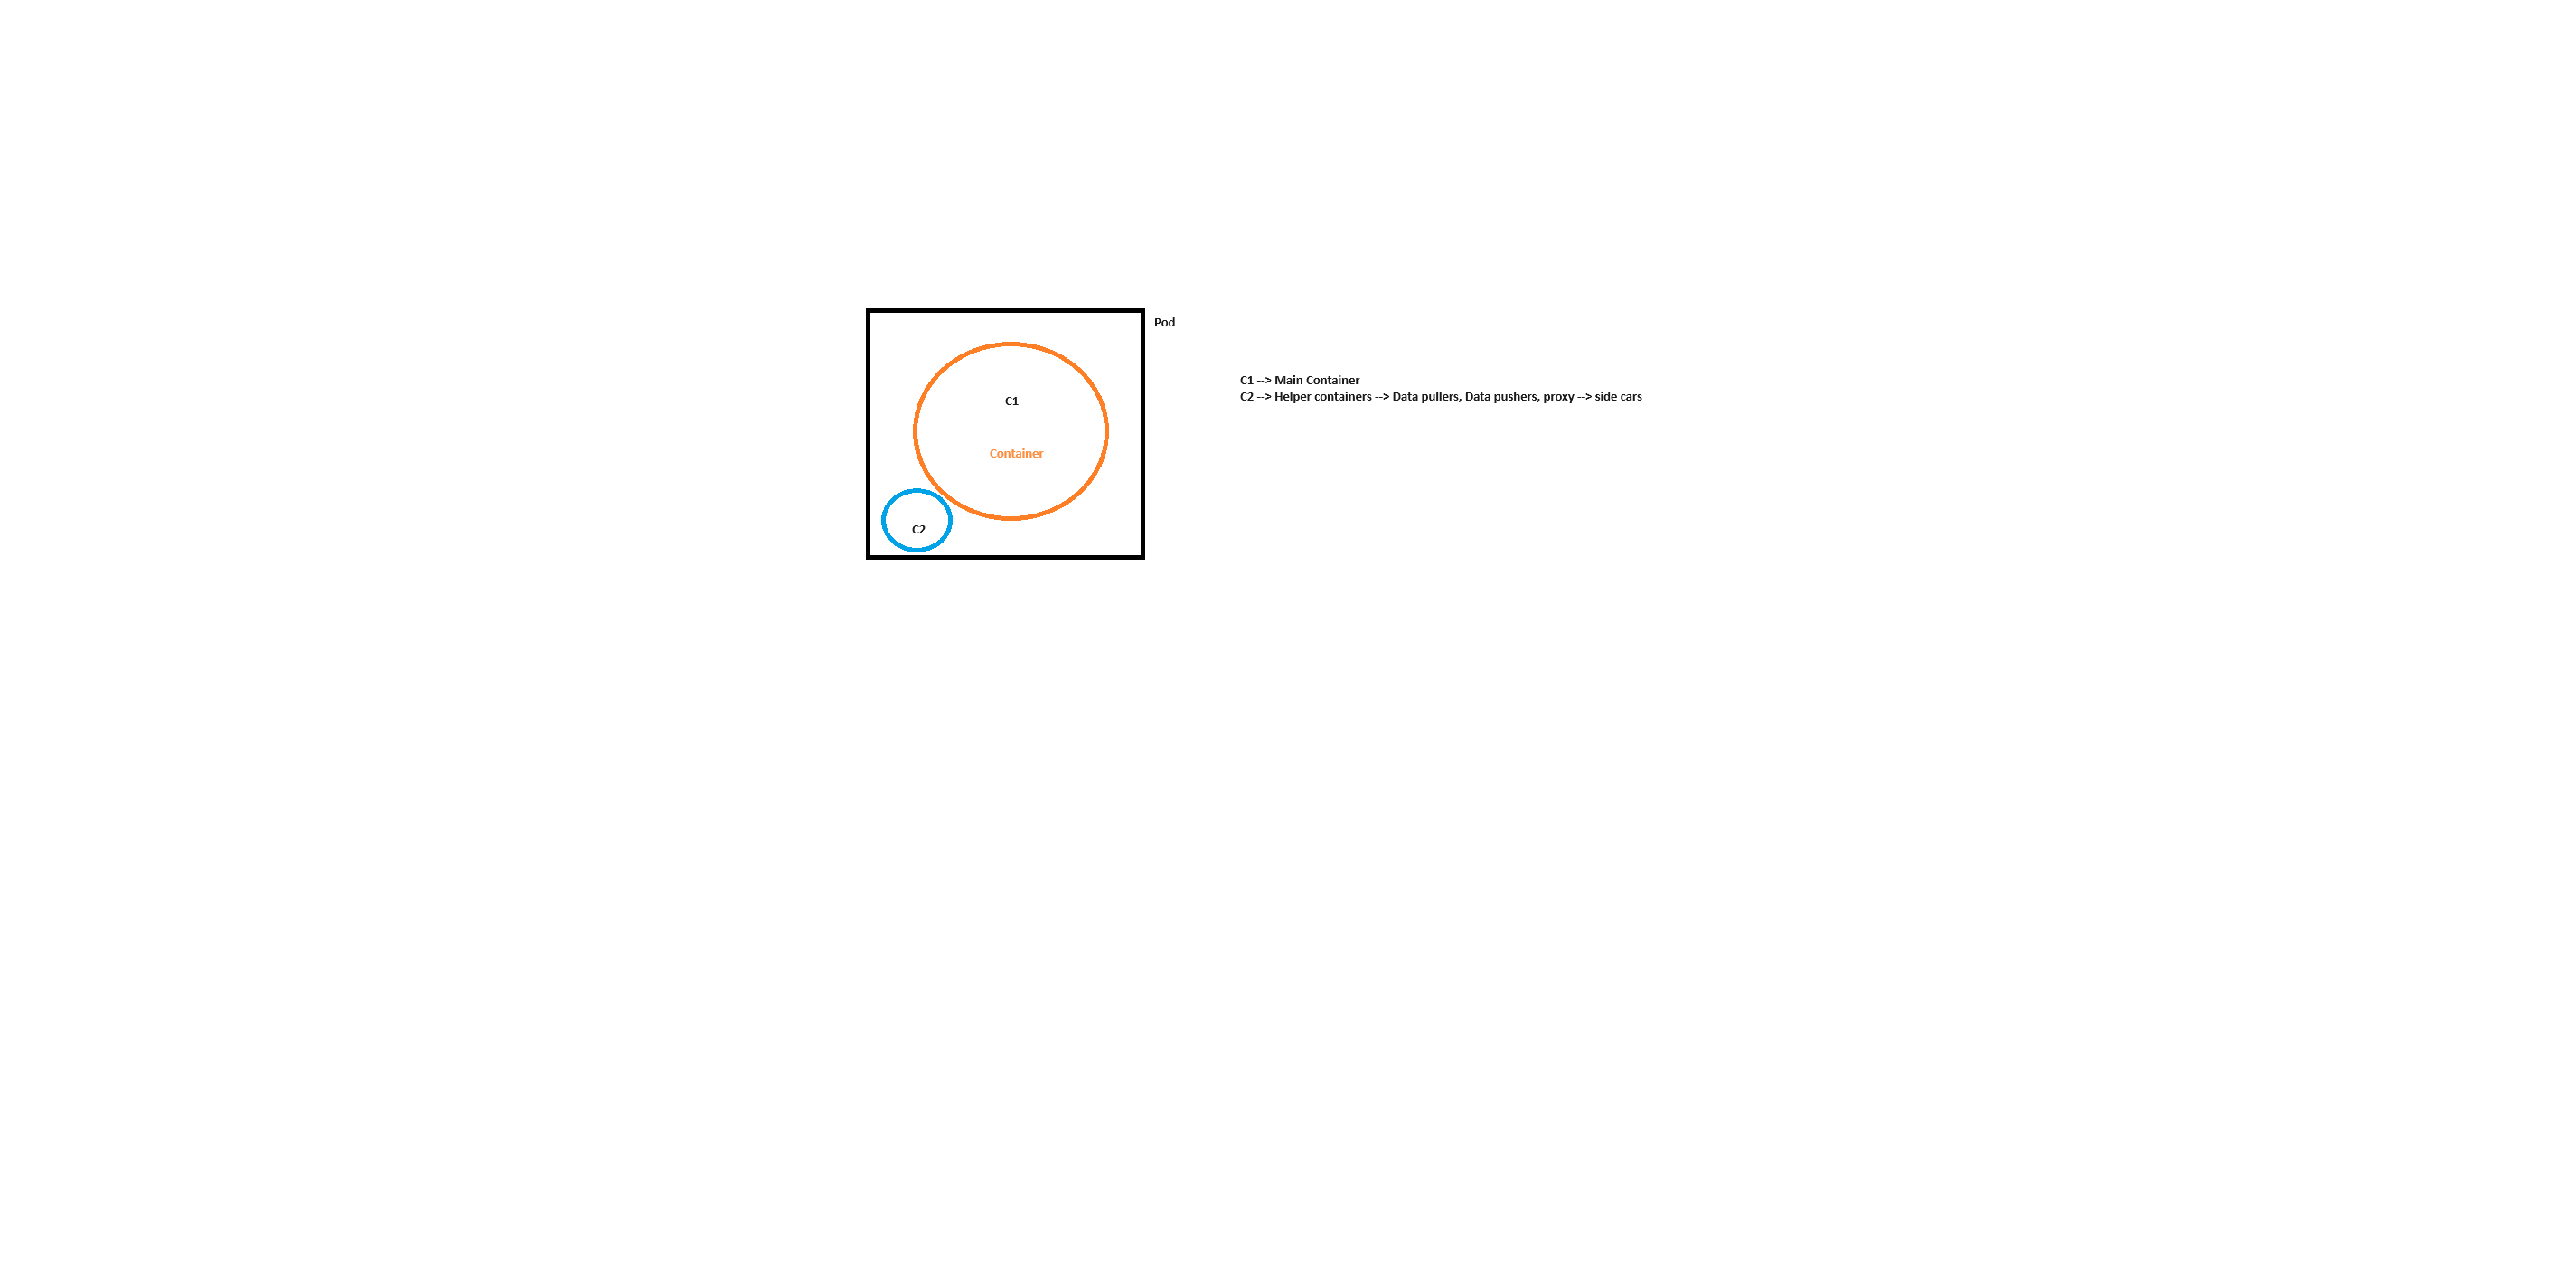 Pod
C1 --> Main Container
C2 --> Helper containers --> Data pullers, Data pushers, proxy --> side cars
C1
Container
C2